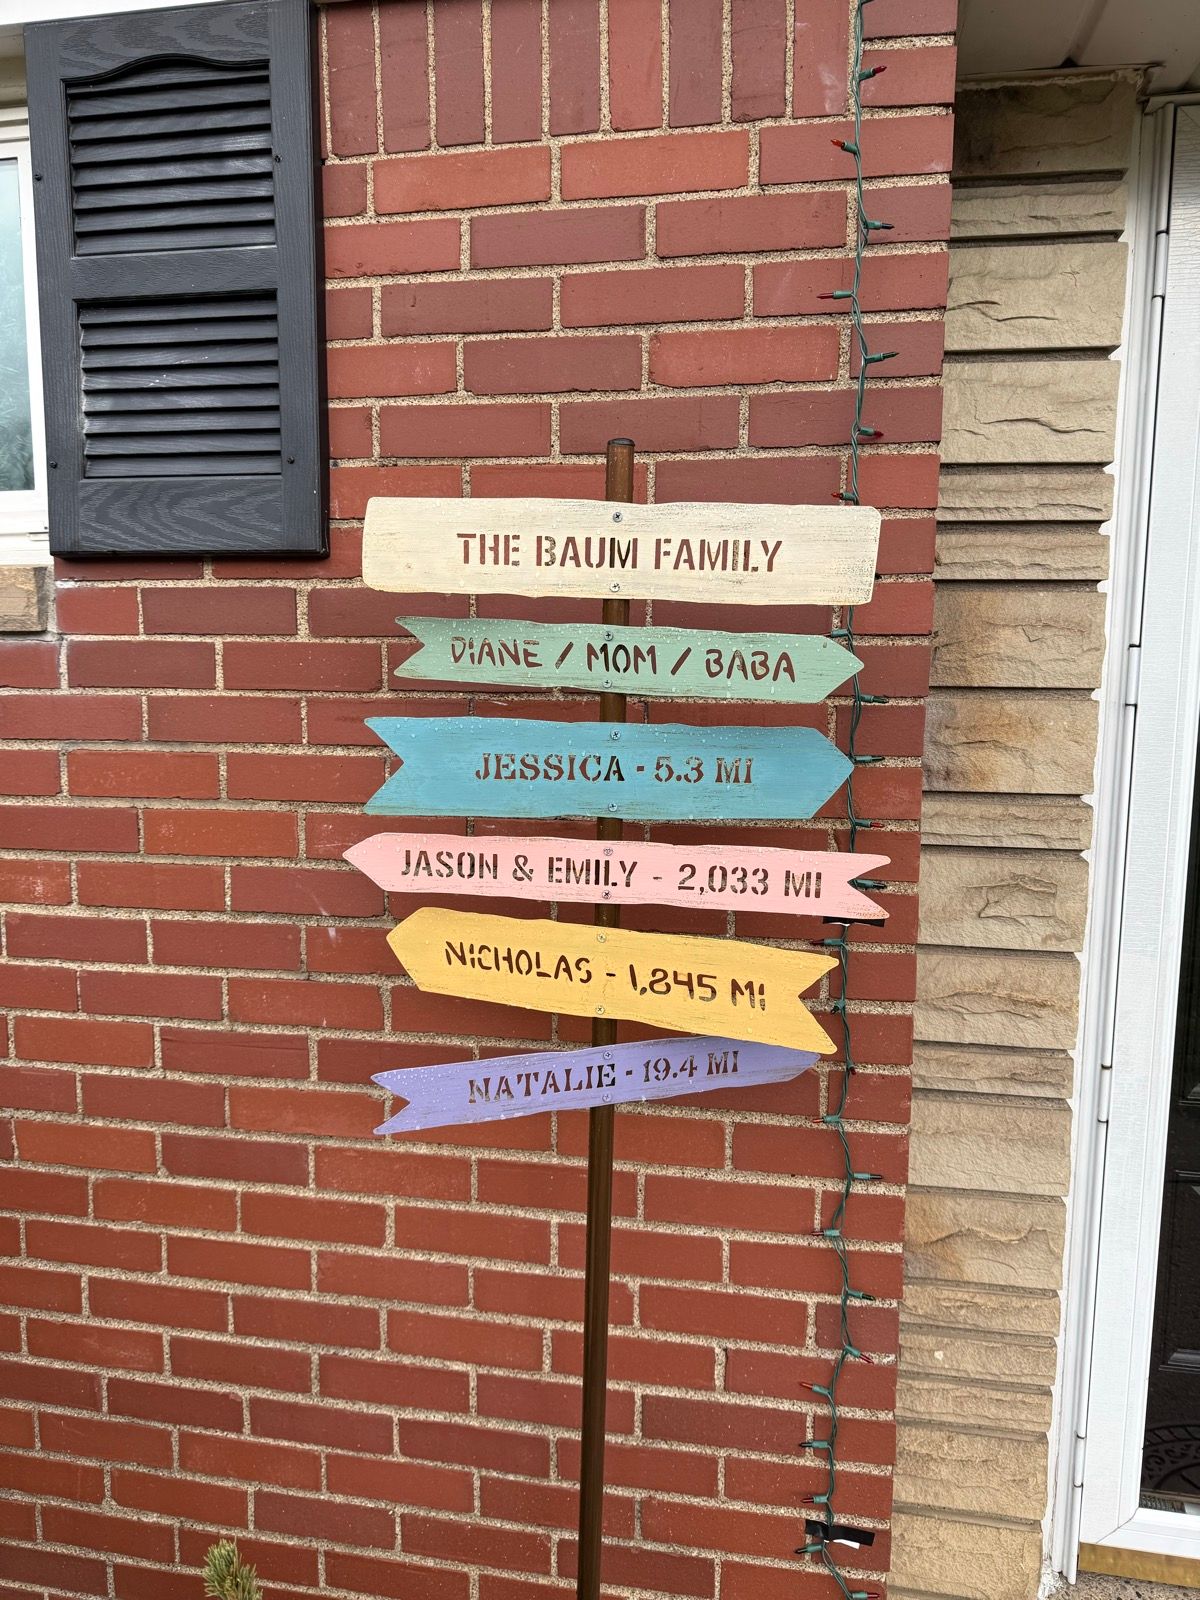 THE BAUM FAMILY
DIANE / MOM / BABA
JESSICA - 5.3 MI
JASON & EMILY - 2,033 MI
NICHOLAS - 1,845 MI
NATALIE - 19.4 MI